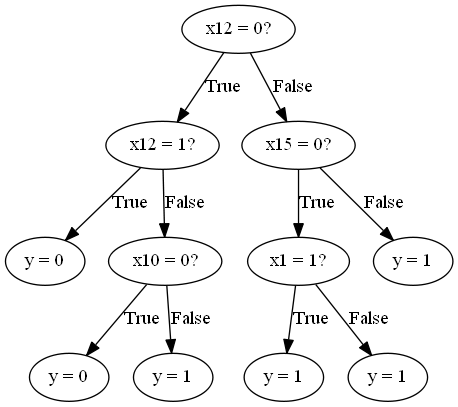 x12 = 0?
True
False
x12 = 1?
x15 = 0?
True
False
True
False
y = 0
x10 = 0?
x1 = 1?
y = 1
True
False
True
False
y = 0
y = 1
y = 1
y = 1